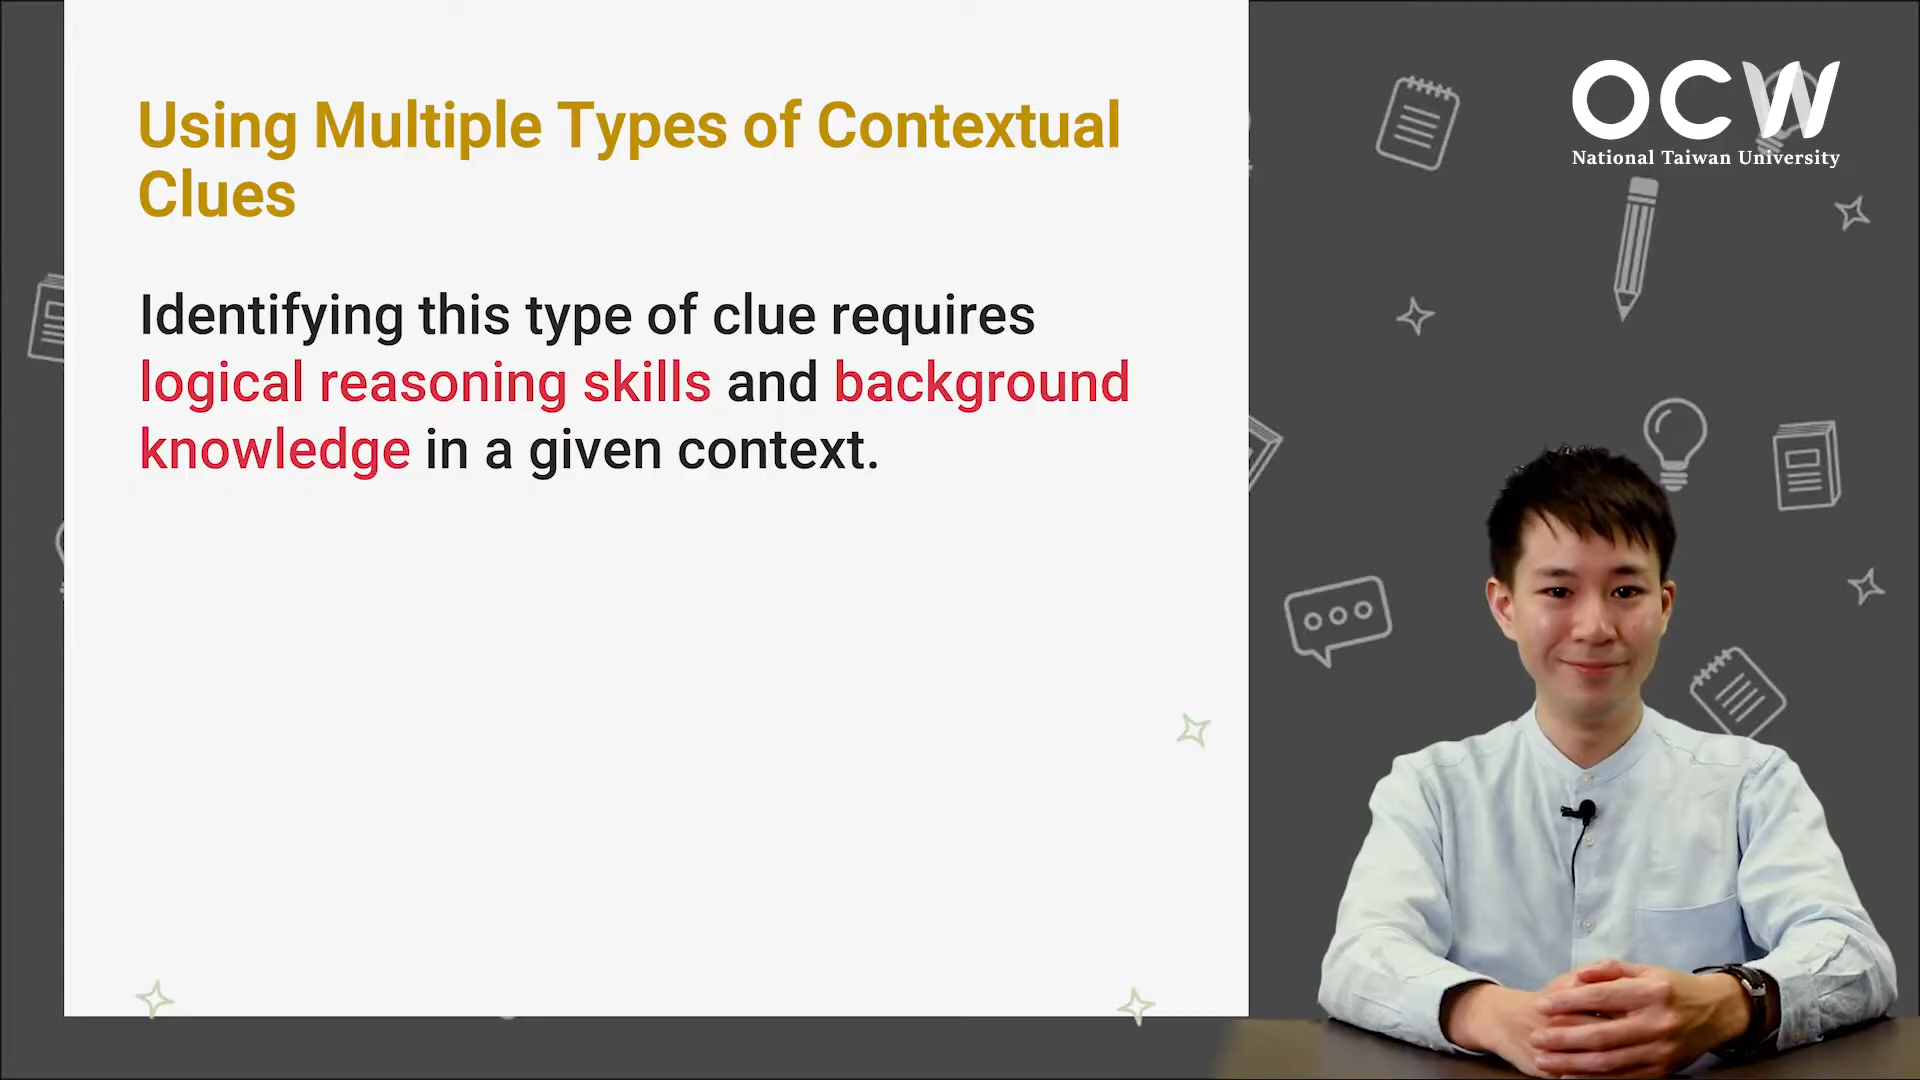 Using Multiple Types of Contextual
Clues
Identifying this type of clue requires
logical reasoning skills and background
knowledge in a given context.
OCW
National Taiwan University